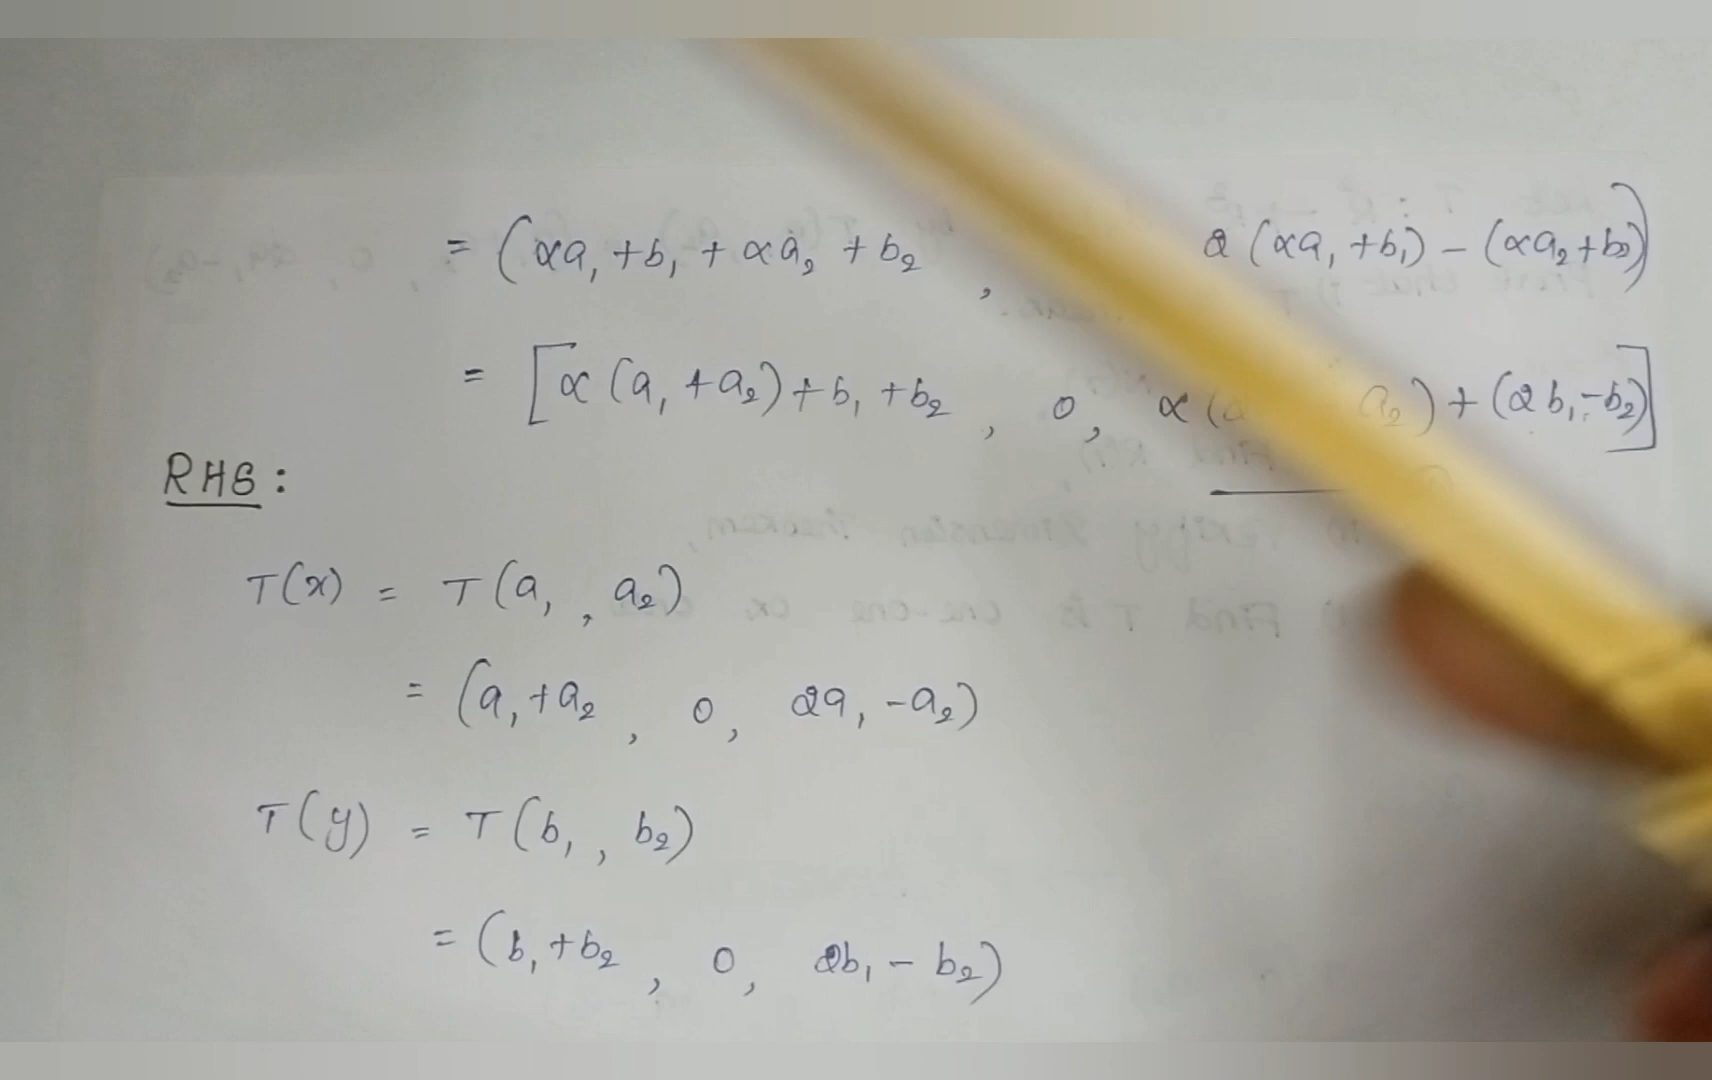 = (αa₁ + b₁ + αa₂ + b₂ , 2(αa₁ + b₁) - (αa₂ + b₂))
= [α(a₁ + a₂) + b₁ + b₂ , 0, α( a₂) + (2b₁ - b₂)]
RHS :
T(x) = T(a₁ , a₂)
= (a₁ + a₂ , 0, 2a₁ - a₂)
T(y) = T(b₁ , b₂)
= (b₁ + b₂ , 0, 2b₁ - b₂)